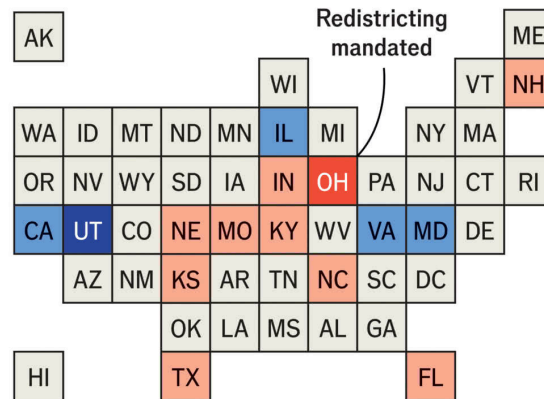 Redistricting
mandated
AK
ME
WI
VT NH
WA ID MT ND MN IL MI NY MA
OR NV WY SD IA IN OH PA NJ CT RI
CA UT CO NE MO KY WV VA MD DE
AZ NM KS AR TN NC SC DC
OK LA MS AL GA
HI TX FL